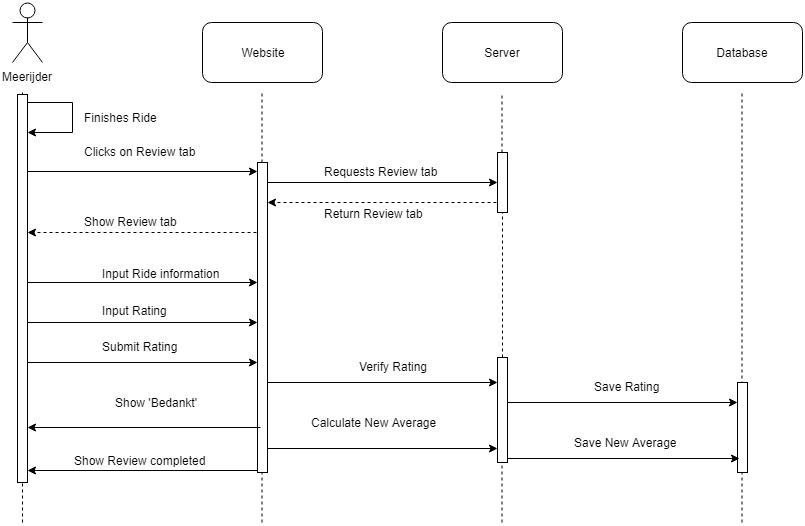 Website
Server
Database
Meerijder
Finishes Ride
Clicks on Review tab
Requests Review tab
Return Review tab
Show Review tab
Input Ride information
Input Rating
Submit Rating
Verify Rating
Save Rating
Show 'Bedankt'
Calculate New Average
Save New Average
Show Review completed